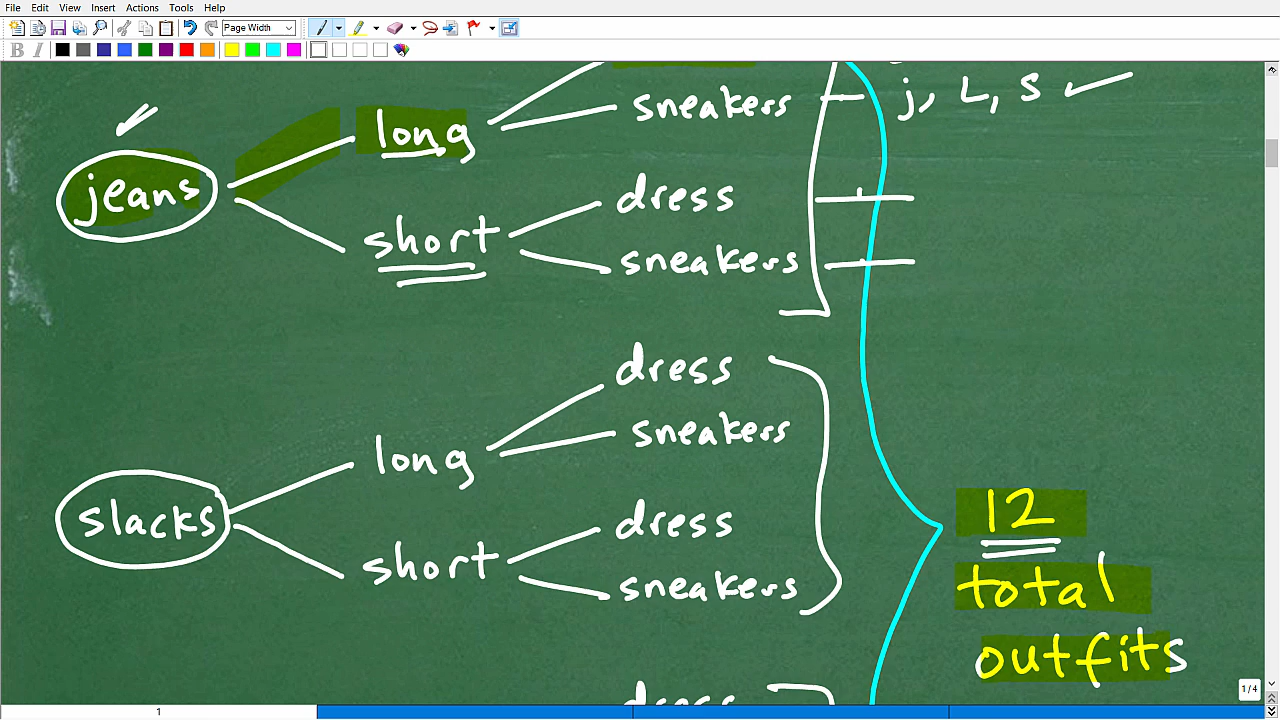 File Edit View Insert Actions Tools Help
Page Width
B I
j, L, S
sneakers
long
jeans
dress
short
sneakers
dress
sneakers
long
slacks
12
dress
short
total
sneakers
outfits
dress
1/4
1